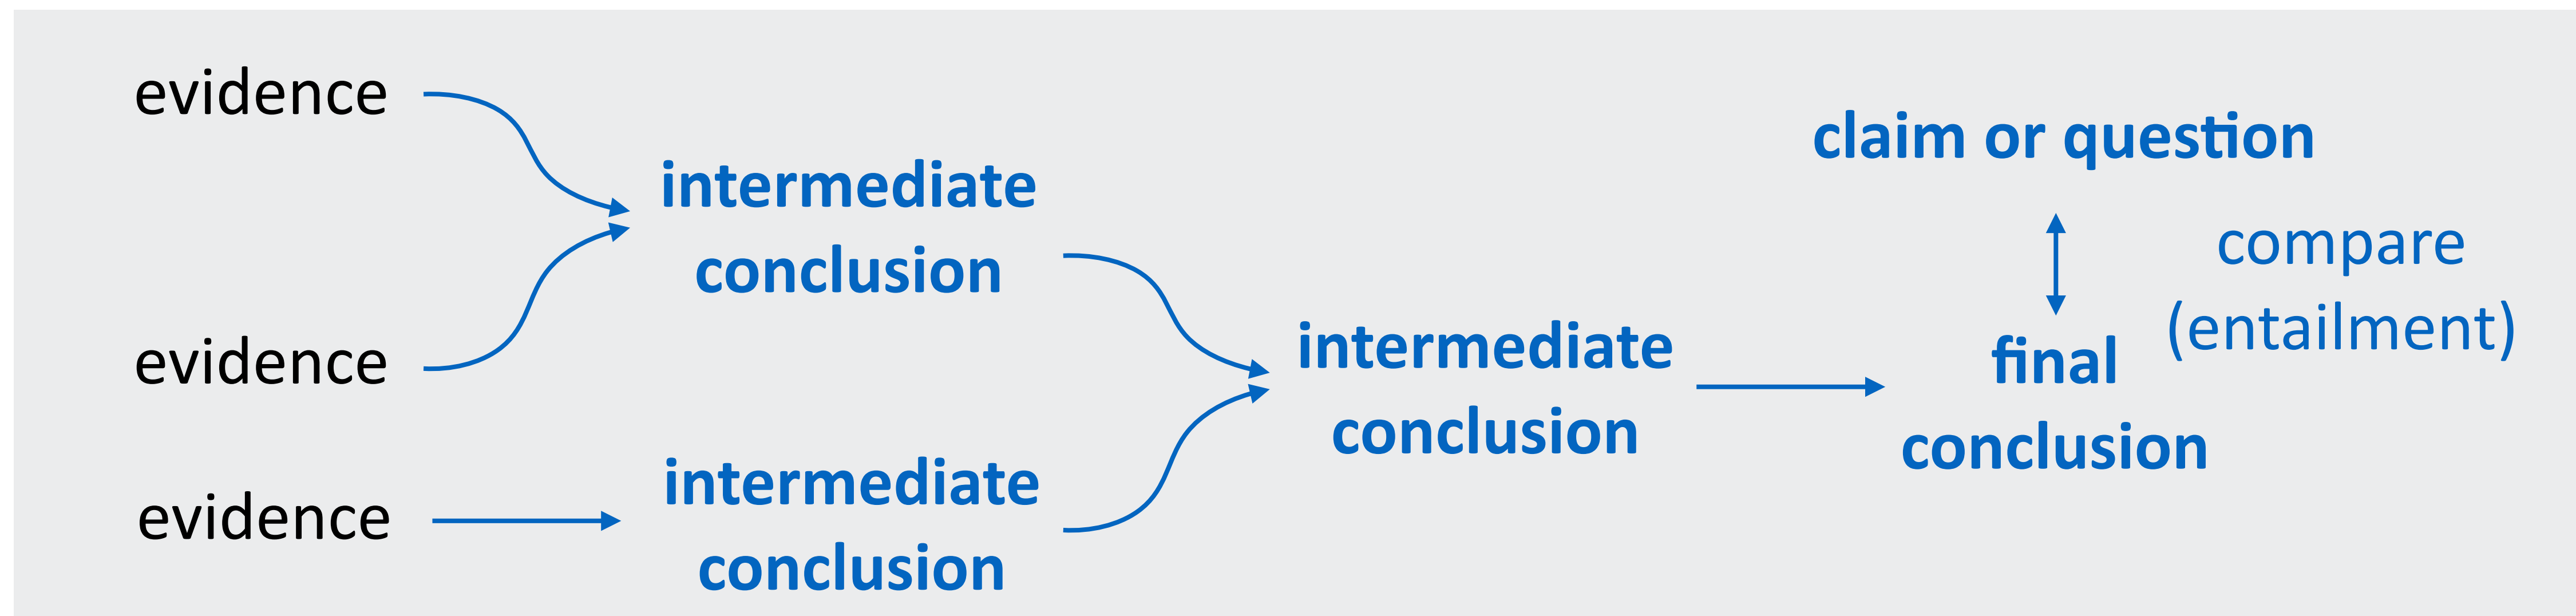 evidence
evidence
evidence
intermediate
conclusion
intermediate
conclusion
intermediate
conclusion
claim or question
compare
(entailment)
final
conclusion